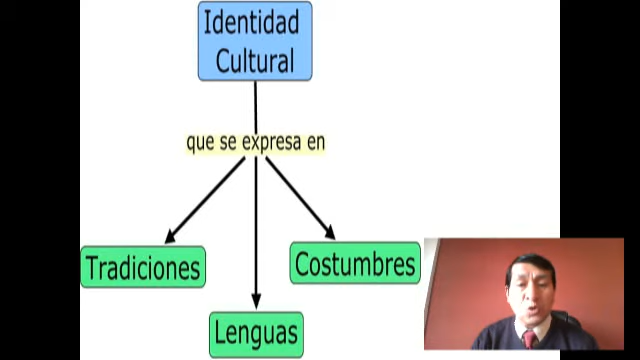 Identidad
Cultural
que se expresa en
Tradiciones
Costumbres
Lenguas